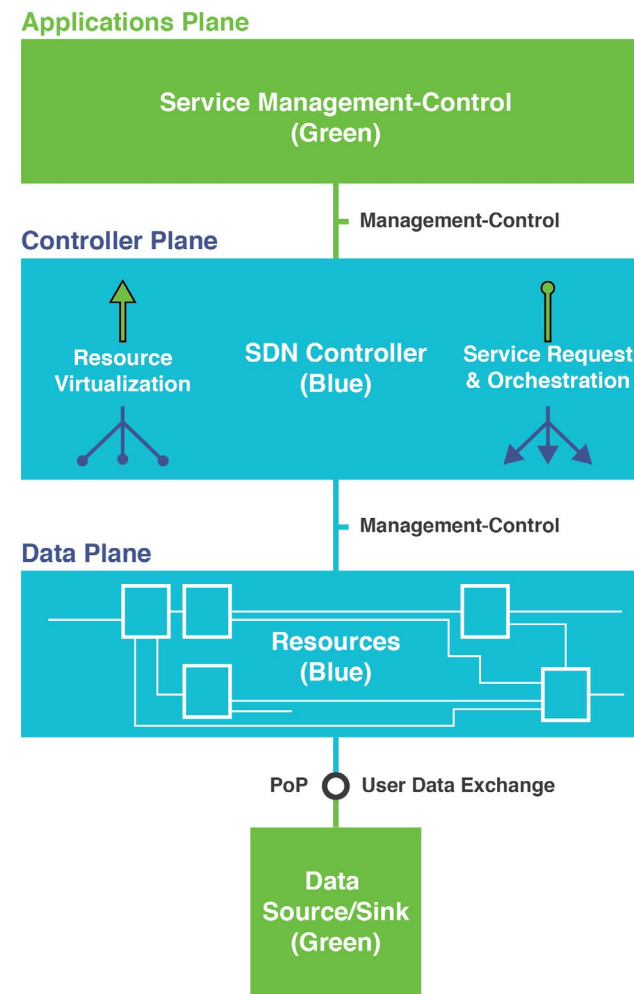 Applications Plane
Service Management-Control
(Green)
Management-Control
Controller Plane
Resource
Virtualization
SDN Controller
(Blue)
Service Request
& Orchestration
Management-Control
Data Plane
Resources
(Blue)
PoP
User Data Exchange
Data
Source/Sink
(Green)